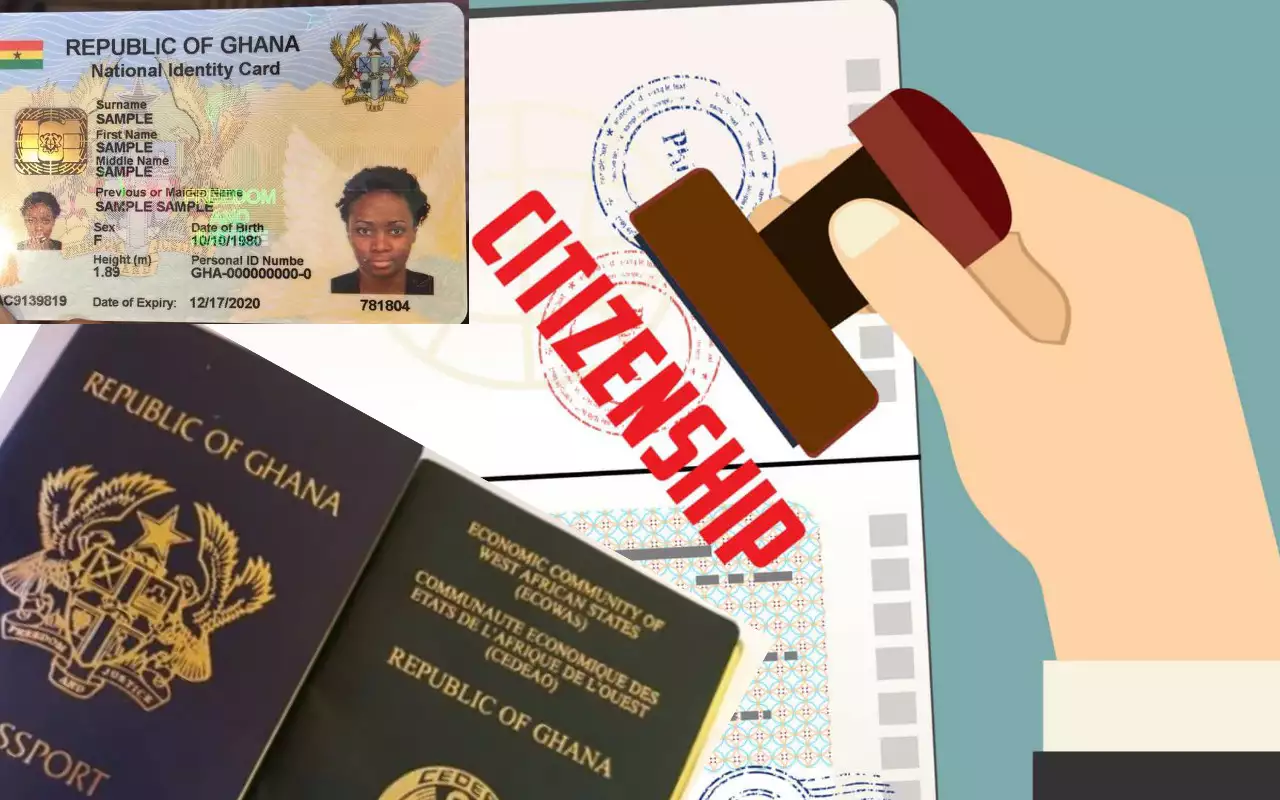 REPUBLIC OF GHANA
National Identity Card
Surname
SAMPLE
First Name
SAMPLE
Middle Name
SAMPLE
Previous or Maiden Name
SAMPLE SAMPLE
Sex
F
Date of Birth
10/10/1980
Height (m)
1.89
Personal ID Numbe
GHA-000000000-0
AC9139819
Date of Expiry: 12/17/2020
781804
CITIZENSHIP
REPUBLIC OF GHANA
FREEDOM
AND
JUSTICE
SSPORT
ECONOMIC COMMUNITY OF
WEST AFRICAN STATES
(ECOWAS)
COMMUNAUTE ECONOMIQUE DES
ETATS DE L'AFRIQUE DE L'OUEST
(CEDEAO)
REPUBLIC OF GHANA